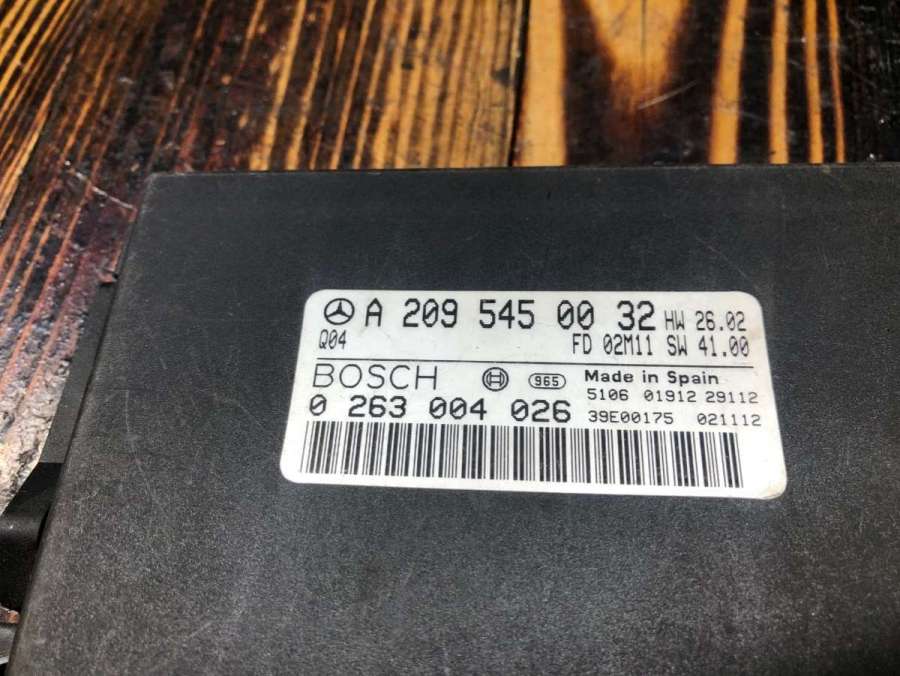 A 209 545 00 32 HW 26.02
Q04 FD 02M11 SW 41.00
BOSCH 965 Made in Spain
5106 01912 29112
0 263 004 026 39E00175 021112